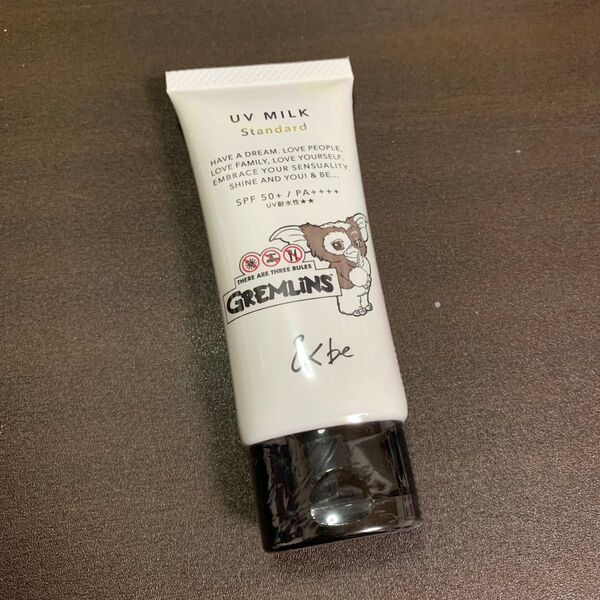 UV MILK
Standard
HAVE A DREAM. LOVE PEOPLE,
LOVE FAMILY, LOVE YOURSELF,
EMBRACE YOUR SENSUALITY,
SHINE AND YOU! & BE...
SPF 50+ / PA++++
UV耐水性★★
THERE ARE THREE RULES
GREMLiNS
&be